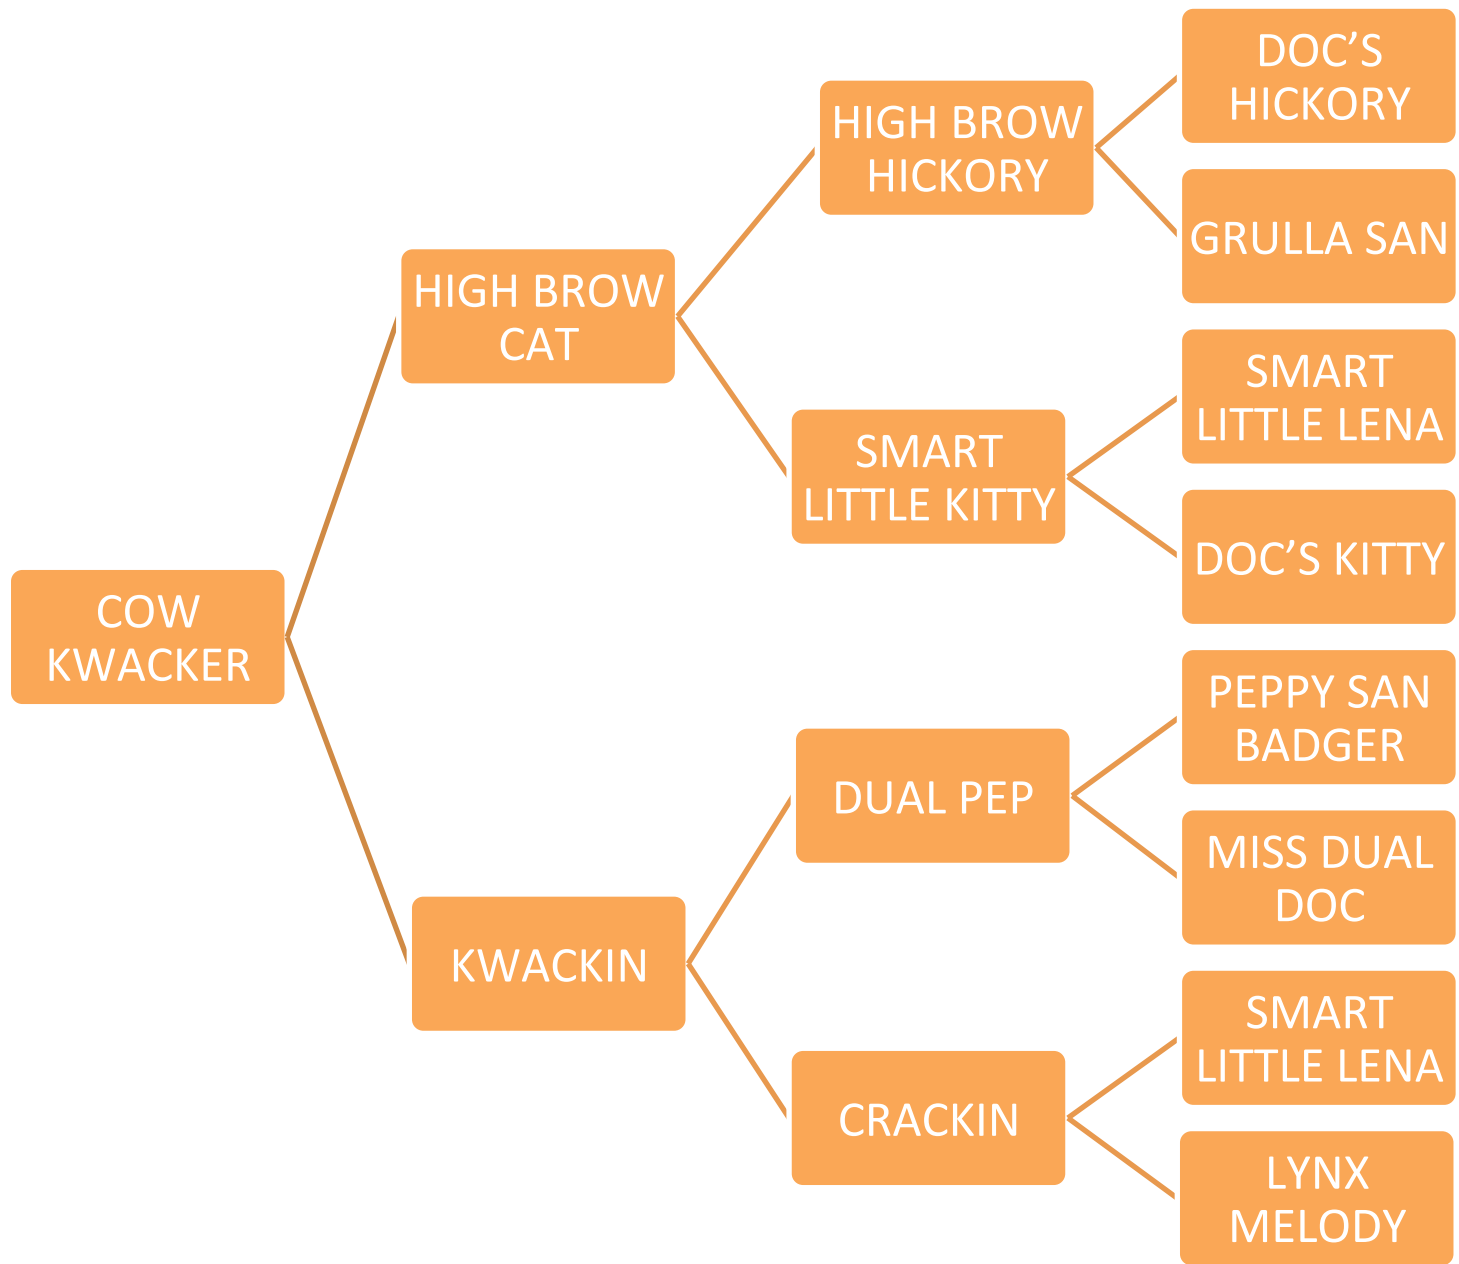 DOC’S
HICKORY
HIGH BROW
HICKORY
GRULLA SAN
HIGH BROW
CAT
SMART
LITTLE LENA
SMART
LITTLE KITTY
DOC’S KITTY
COW
KWACKER
PEPPY SAN
BADGER
DUAL PEP
MISS DUAL
DOC
KWACKIN
SMART
LITTLE LENA
CRACKIN
LYNX
MELODY